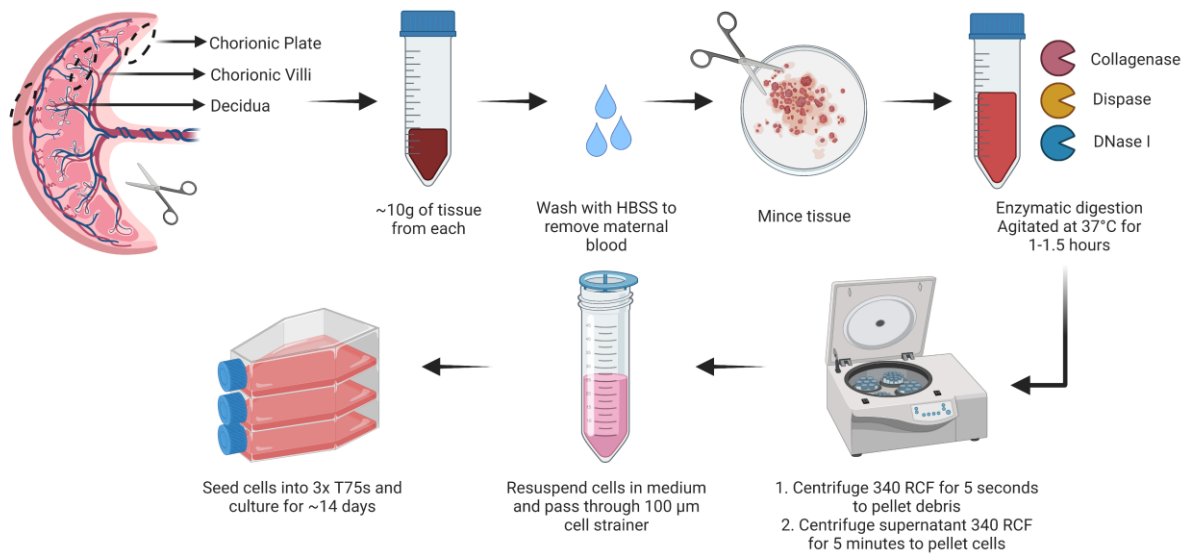 Chorionic Plate
Chorionic Villi
Decidua
~10g of tissue
from each
Wash with HBSS to
remove maternal
blood
Mince tissue
Collagenase
Dispase
DNase I
Enzymatic digestion
Agitated at 37°C for
1-1.5 hours
1. Centrifuge 340 RCF for 5 seconds
to pellet debris
2. Centrifuge supernatant 340 RCF
for 5 minutes to pellet cells
Resuspend cells in medium
and pass through 100 µm
cell strainer
Seed cells into 3x T75s and
culture for ~14 days